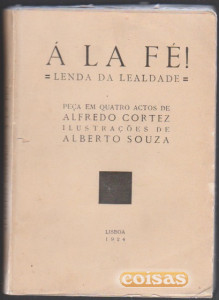 Á LA FÉ!
= LENDA DA LEALDADE =
PEÇA EM QUATRO ACTOS DE
ALFREDO CORTEZ
ILUSTRAÇÕES DE
ALBERTO SOUZA
LISBOA
1924
coisas